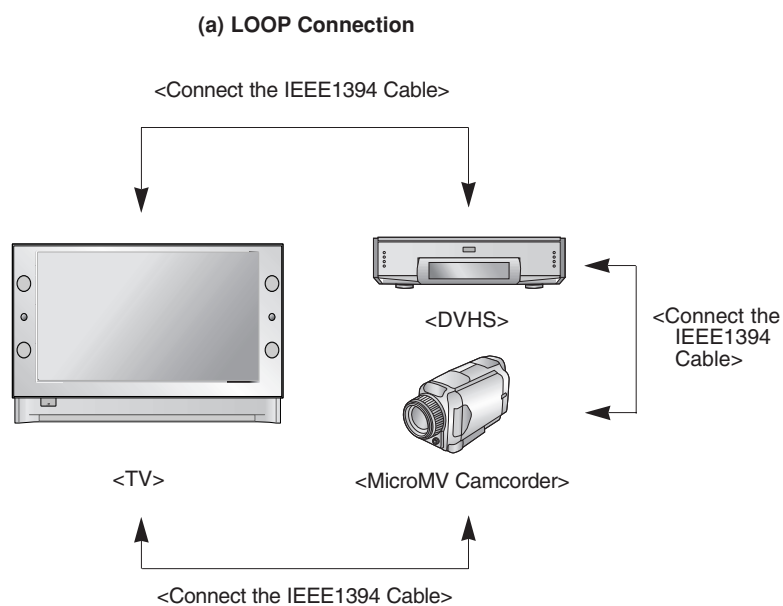 (a) LOOP Connection
<Connect the IEEE1394 Cable>
<DVHS>
<Connect the
IEEE1394
Cable>
<TV>
<MicroMV Camcorder>
<Connect the IEEE1394 Cable>